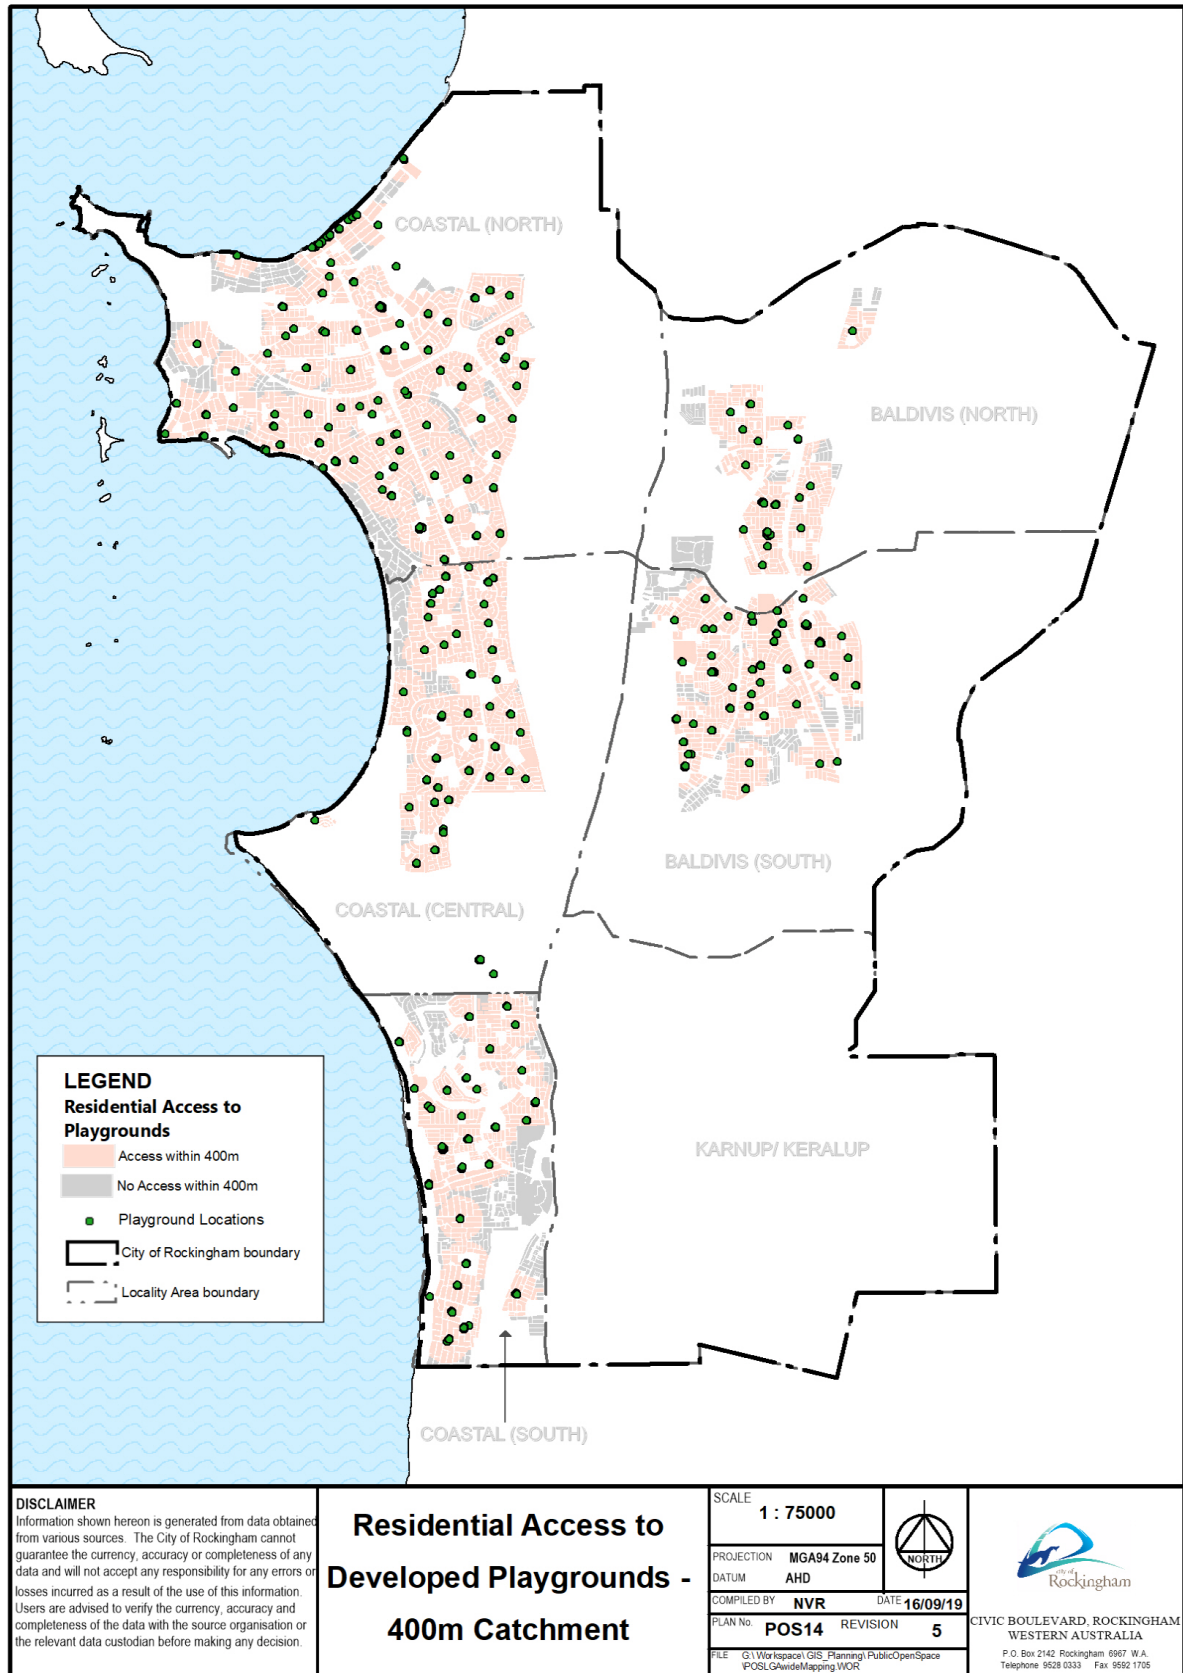 COASTAL (NORTH)
BALDIVIS (NORTH)
BALDIVIS (SOUTH)
COASTAL (CENTRAL)
KARNUP/ KERALUP
COASTAL (SOUTH)
LEGEND
Residential Access to
Playgrounds
Access within 400m
No Access within 400m
Playground Locations
City of Rockingham boundary
Locality Area boundary
DISCLAIMER
Information shown hereon is generated from data obtained
from various sources. The City of Rockingham cannot
guarantee the currency, accuracy or completeness of any
data and will not accept any responsibility for any errors or
losses incurred as a result of the use of this information.
Users are advised to verify the currency, accuracy and
completeness of the data with the source organisation or
the relevant data custodian before making any decision.
Residential Access to
Developed Playgrounds -
400m Catchment
SCALE
1 : 75000
PROJECTION MGA94 Zone 50
DATUM AHD
COMPILED BY NVR DATE 16/09/19
PLAN No. POS14 REVISION 5
FILE G:\ Workspace\ GIS_Planning\ PublicOpenSpace
\POSLGAwideMapping.WOR
NORTH
city of
Rockingham
CIVIC BOULEVARD, ROCKINGHAM
WESTERN AUSTRALIA
P.O. Box 2142 Rockingham 6967 W.A.
Telephone 9528 0333 Fax 9592 1705